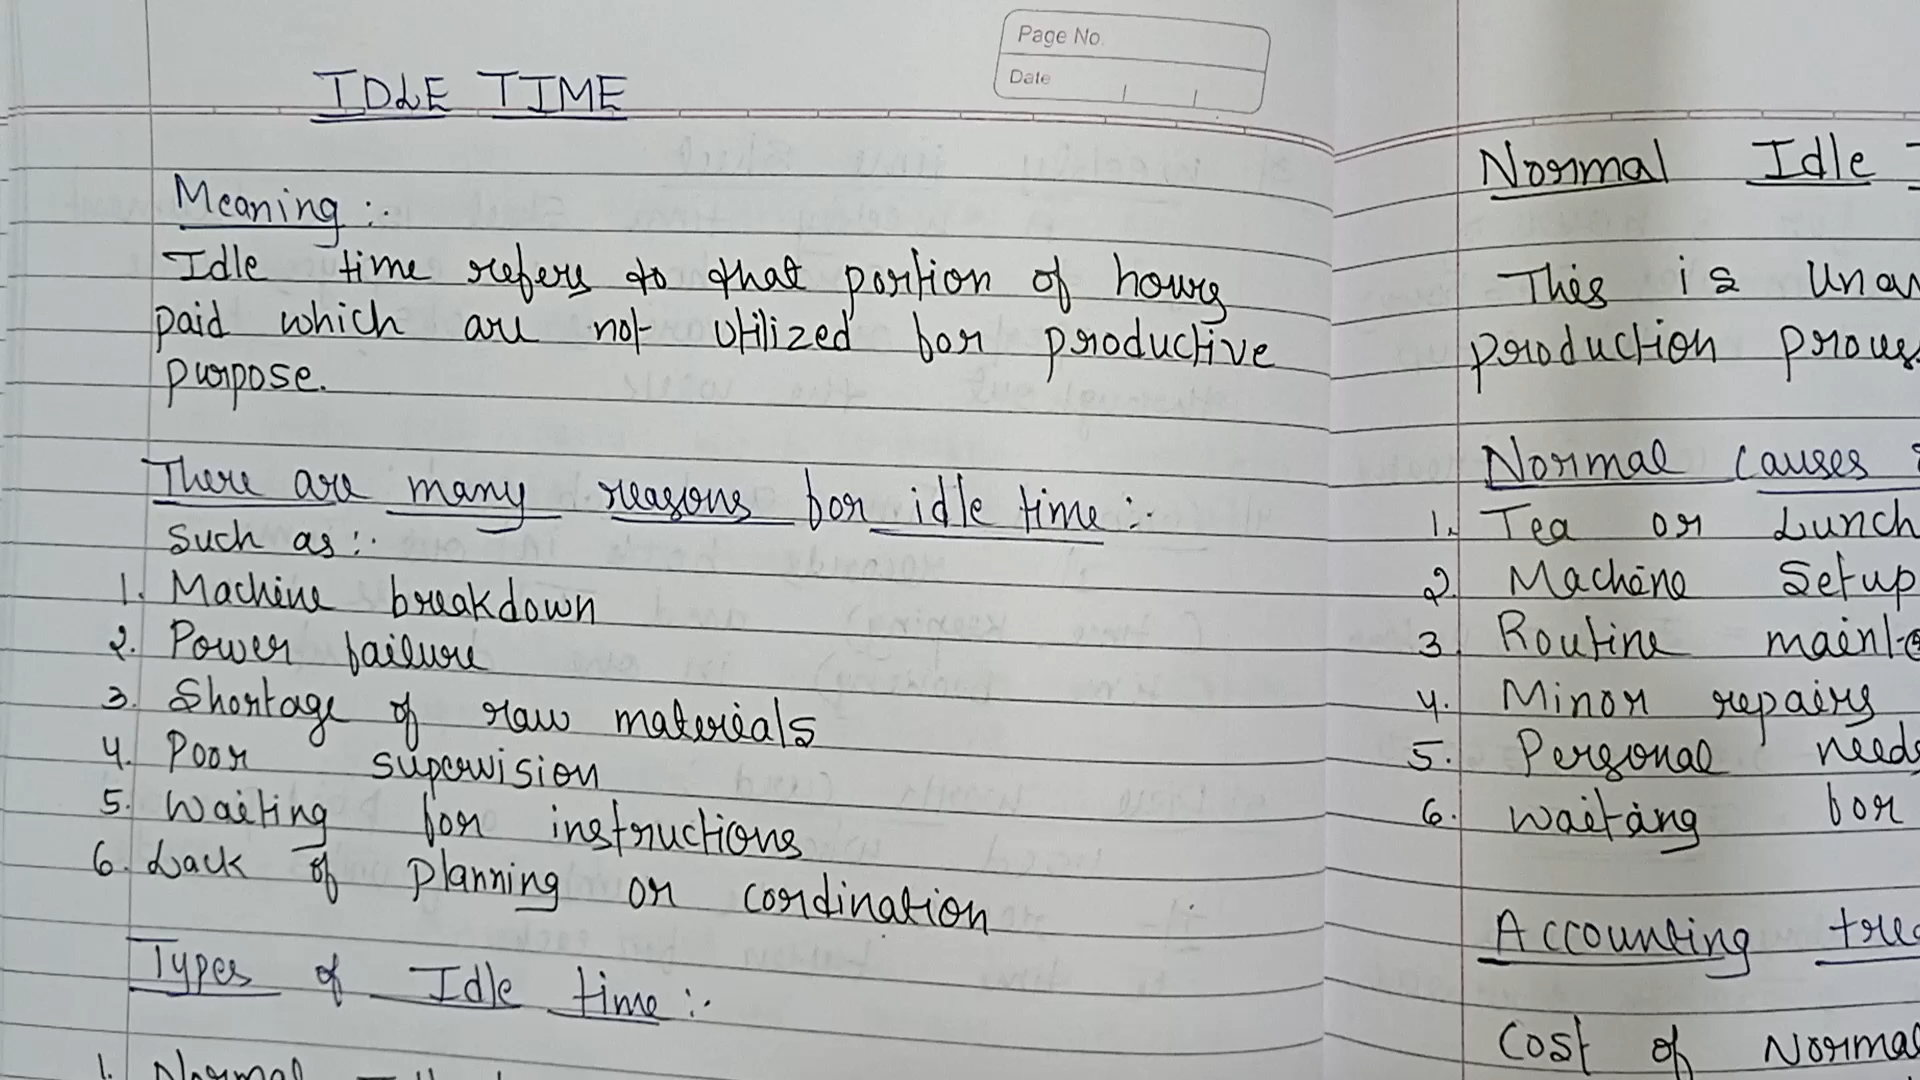 Page No.
Date
IDLE TIME
Meaning :-
Idle time refers to that portion of hours
paid which are not utilized for productive
purpose.
There are many reasons for idle time :-
Such as :-
1. Machine breakdown
2. Power failure
3. Shortage of raw materials
4. Poor supervision
5. Waiting for instructions
6. Lack of planning or cordination
Types of Idle time :-
1. Normal
Normal Idle
This is
production
Normal causes
1. Tea or Lunch
2. Machine Setup
3. Routine
4. Minor repairs
5. Personal needs
6. Waiting for
Accounting
Cost of Normal